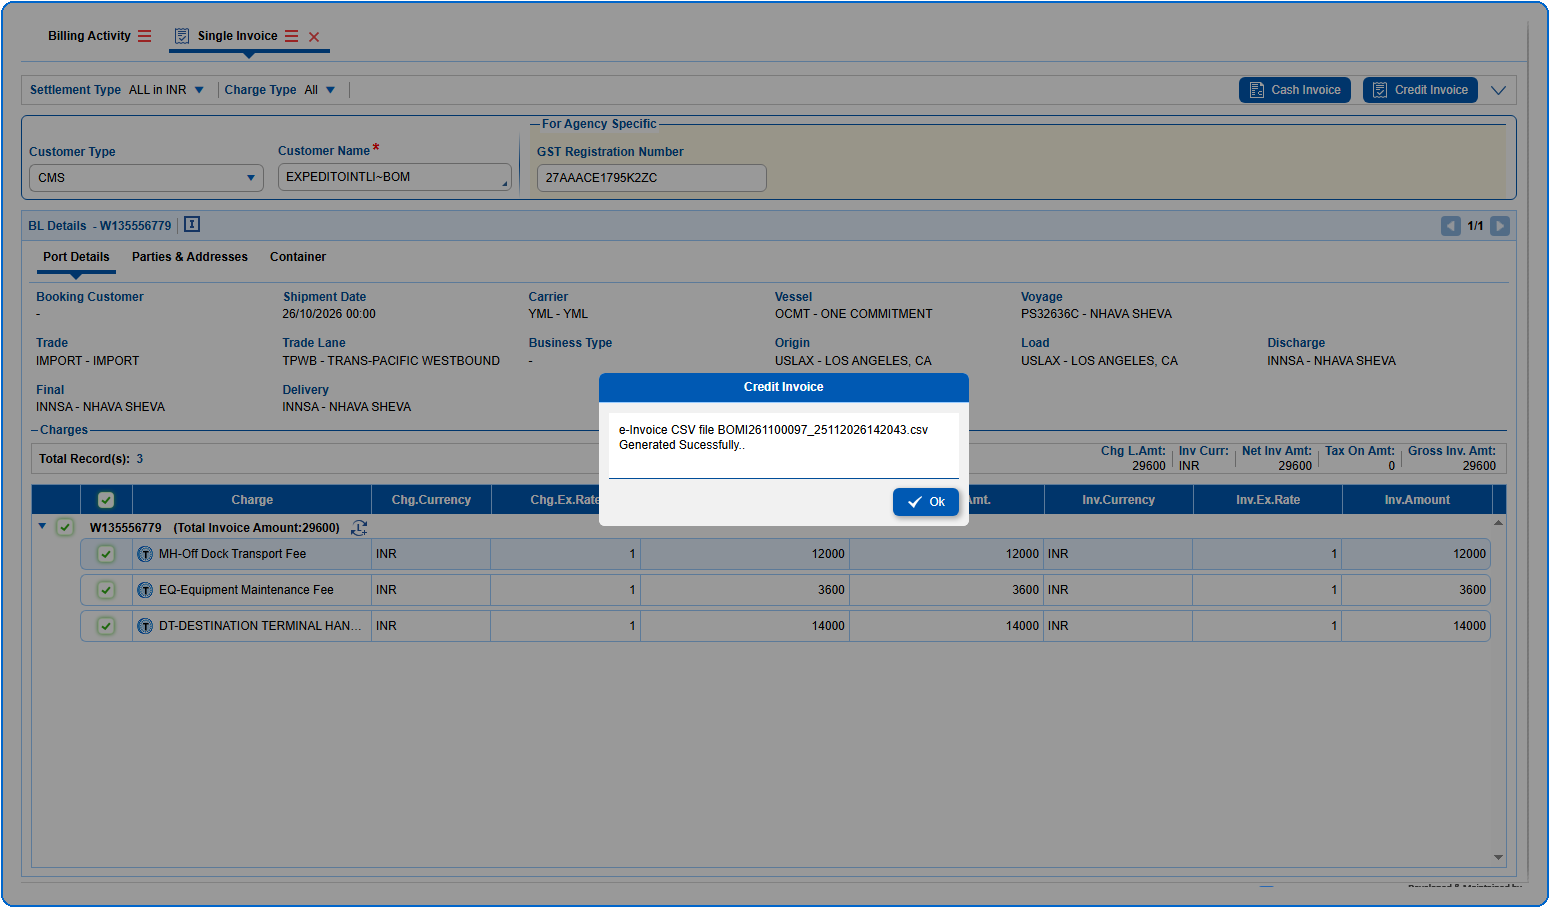 Billing Activity
Single Invoice
Settlement Type ALL in INR Charge Type All
Cash Invoice Credit Invoice
For Agency Specific
Customer Type
Customer Name *
GST Registration Number
CMS
EXPEDITOINTLI~BOM
27AAACE1795K2ZC
BL Details - W135556779
1/1
Port Details Parties & Addresses Container
Booking Customer Shipment Date Carrier Vessel Voyage
- 26/10/2026 00:00 YML - YML OCMT - ONE COMMITMENT PS32636C - NHAVA SHEVA
Trade Trade Lane Business Type Origin Load Discharge
IMPORT - IMPORT TPWB - TRANS-PACIFIC WESTBOUND - USLAX - LOS ANGELES, CA USLAX - LOS ANGELES, CA INNSA - NHAVA SHEVA
Final Delivery
INNSA - NHAVA SHEVA INNSA - NHAVA SHEVA
Credit Invoice
e-Invoice CSV file BOMI261100097_25112026142043.csv
Generated Sucessfully..
Ok
Charges
Total Record(s): 3
Chg L.Amt: Inv Curr: Net Inv Amt: Tax On Amt: Gross Inv. Amt:
29600 INR 29600 0 29600
Charge Chg.Currency Chg.Ex.Rate Amt. Inv.Currency Inv.Ex.Rate Inv.Amount
W135556779 (Total Invoice Amount:29600)
MH-Off Dock Transport Fee INR 1 12000 12000 INR 1 12000
EQ-Equipment Maintenance Fee INR 1 3600 3600 INR 1 3600
DT-DESTINATION TERMINAL HAN... INR 1 14000 14000 INR 1 14000